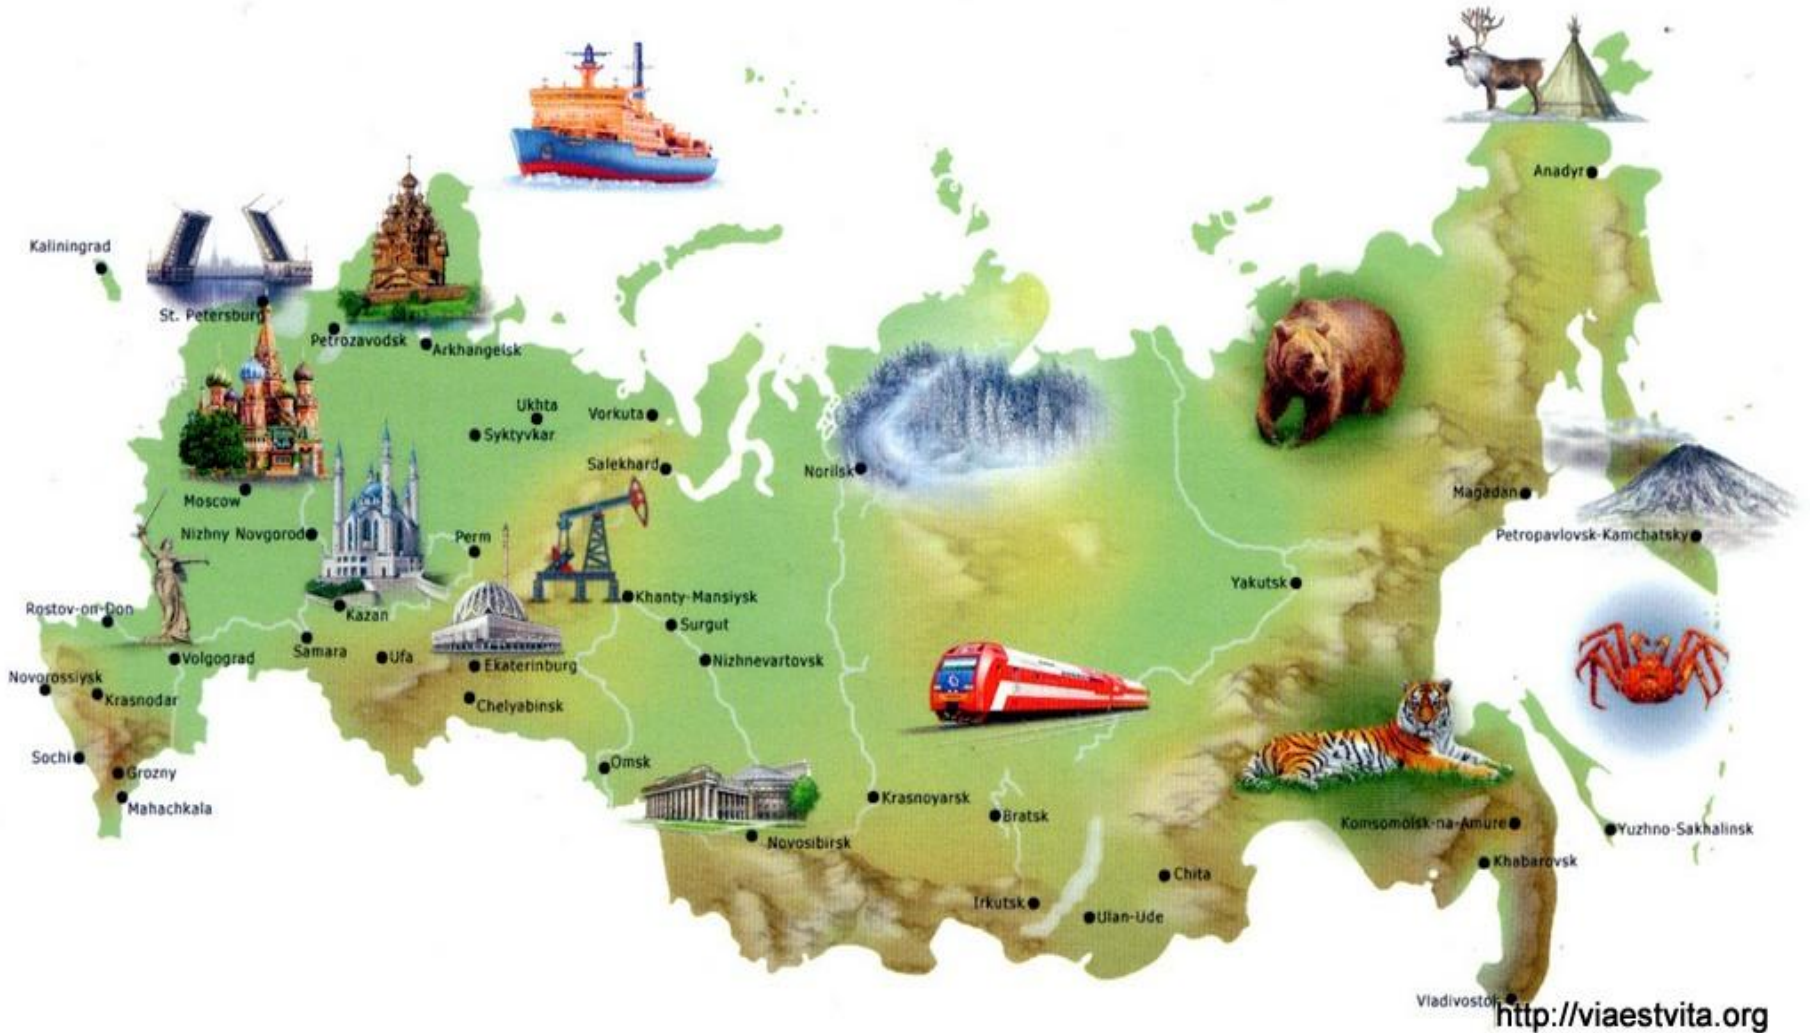 Anadyr
Kaliningrad
St. Petersburg
Petrozavodsk
Arkhangelsk
Ukhta
Vorkuta
Syktyvkar
Salekhard
Norilsk
Moscow
Magadan
Nizhny Novgorod
Perm
Petropavlovsk-Kamchatsky
Yakutsk
Khanty-Mansiysk
Rostov-on-Don
Kazan
Surgut
Samara
Volgograd
Ufa
Ekaterinburg
Nizhnevartovsk
Novorossiysk
Krasnodar
Chelyabinsk
Sochi
Omsk
Grozny
Mahachkala
Krasnoyarsk
Bratsk
Komsomolsk-na-Amure
Yuzhno-Sakhalinsk
Novosibirsk
Khabarovsk
Chita
Irkutsk
Ulan-Ude
Vladivostok
http://viaestvita.org